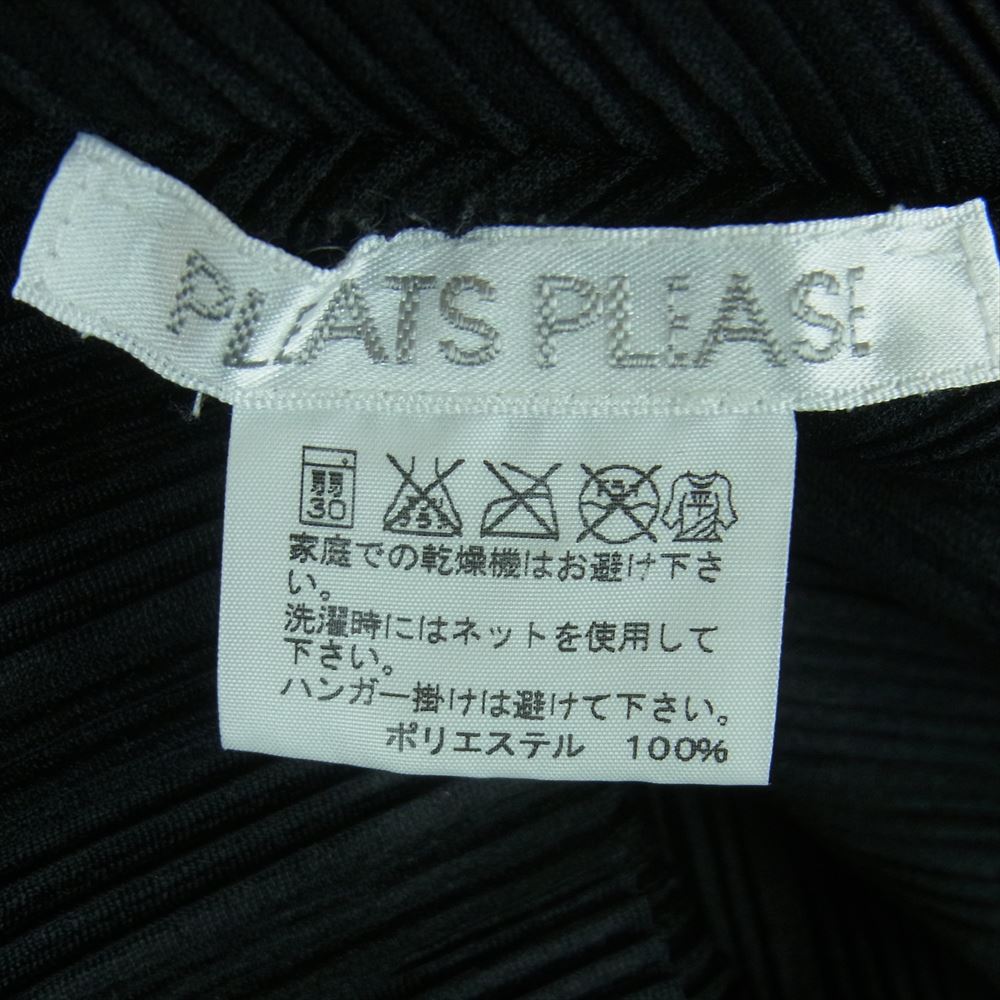 PLEATS PLEASE
弱
30
平
家庭での乾燥機はお避け下さ
い。
洗濯時にはネットを使用して
下さい。
ハンガー掛けは避けて下さい。
ポリエステル 100%